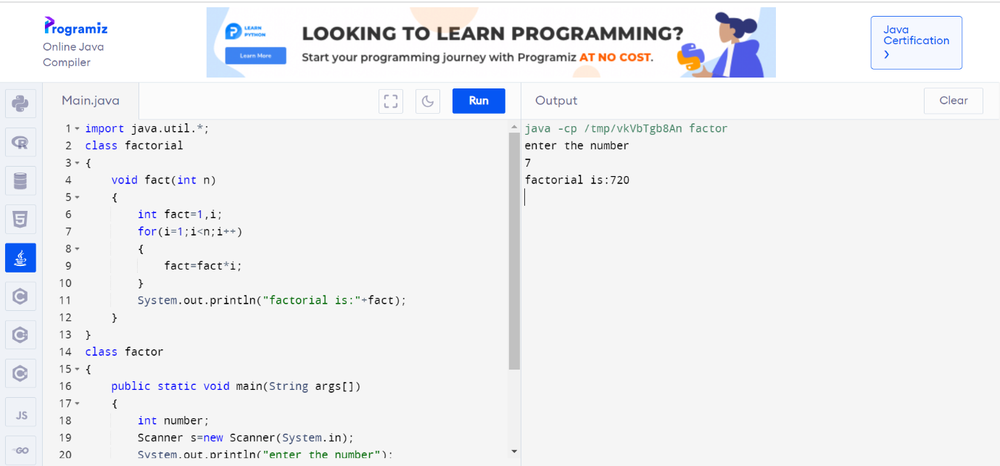 Programiz
Online Java
Compiler
LEARN
PYTHON
Learn More
LOOKING TO LEARN PROGRAMMING?
Start your programming journey with Programiz AT NO COST.
Java
Certification
Main.java
Run
Output
Clear
1 import java.util.*;
2 class factorial
3 {
4 void fact(int n)
5 {
6 int fact=1,i;
7 for(i=1;i<n;i++)
8 {
9 fact=fact*i;
10 }
11 System.out.println("factorial is:"+fact);
12 }
13 }
14 class factor
15 {
16 public static void main(String args[])
17 {
18 int number;
19 Scanner s=new Scanner(System.in);
20 System.out.println("enter the number");
java -cp /tmp/vkVbTgb8An factor
enter the number
7
factorial is:720
JS
GO